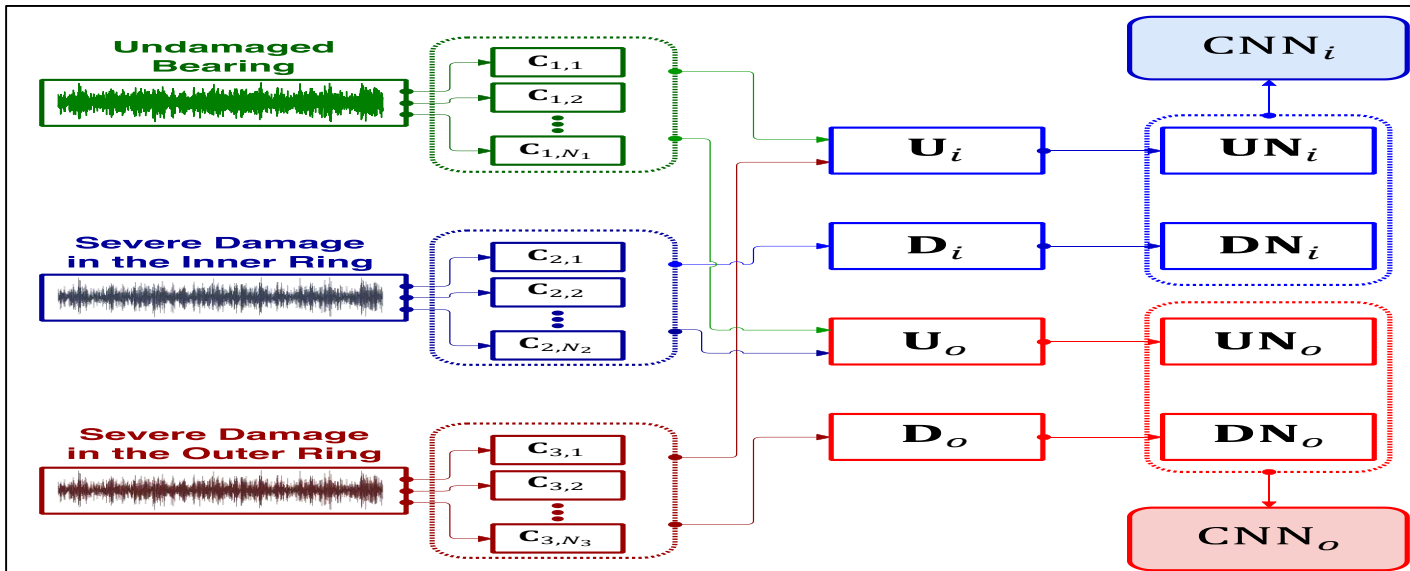 Undamaged
Bearing
C1,1
C1,2
C1,N1
Severe Damage
in the Inner Ring
C2,1
C2,2
C2,N2
Severe Damage
in the Outer Ring
C3,1
C3,2
C3,N3
Ui
Di
Uo
Do
UNi
DNi
UNo
DNo
CNNi
CNNo